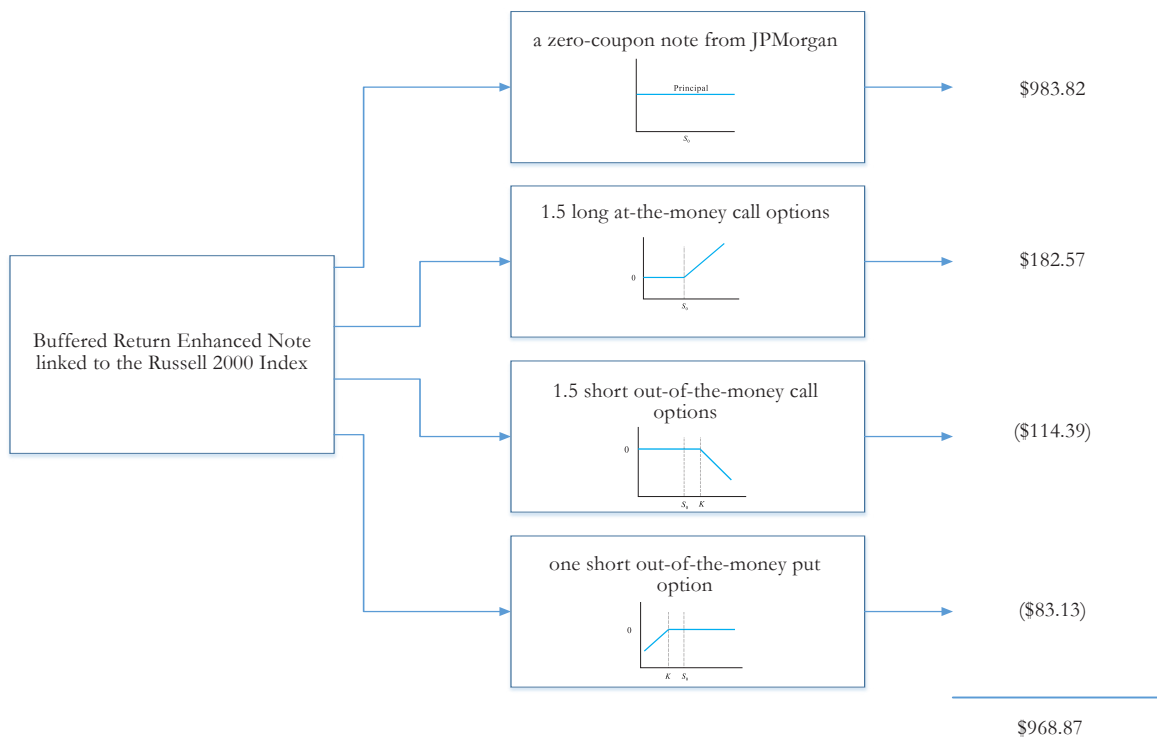 a zero-coupon note from JPMorgan
Principal
S0
$983.82
1.5 long at-the-money call options
0
S0
$182.57
Buffered Return Enhanced Note
linked to the Russell 2000 Index
1.5 short out-of-the-money call
options
0
S0 K
($114.39)
one short out-of-the-money put
option
0
K S0
($83.13)
$968.87